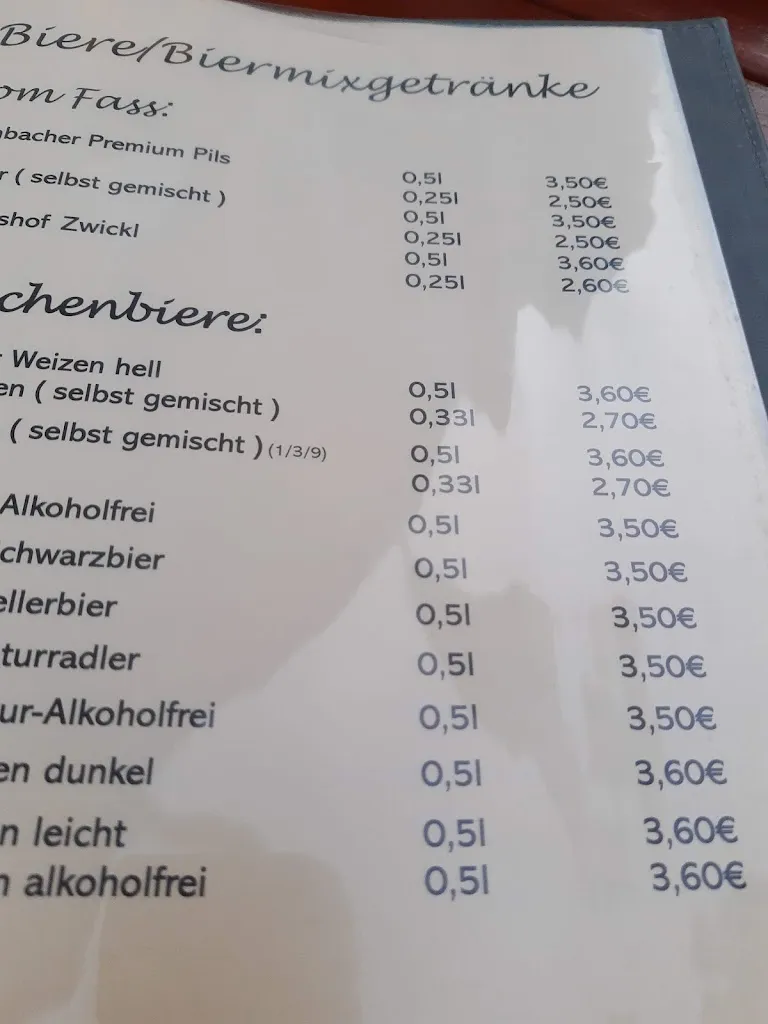 Biere/Biermixgetränke
om Fass:
bacher Premium Pils
0,5l 3,50€
0,25l 2,50€
r ( selbst gemischt )
0,5l 3,50€
0,25l 2,50€
shof Zwickl
0,5l 3,60€
0,25l 2,60€
chenbiere:
Weizen hell
0,5l 3,60€
en ( selbst gemischt )
0,33l 2,70€
( selbst gemischt ) (1/3/9)
0,5l 3,60€
0,33l 2,70€
Alkoholfrei 0,5l 3,50€
chwarzbier 0,5l 3,50€
ellerbier 0,5l 3,50€
turradler 0,5l 3,50€
ur-Alkoholfrei 0,5l 3,50€
en dunkel 0,5l 3,60€
n leicht 0,5l 3,60€
n alkoholfrei 0,5l 3,60€